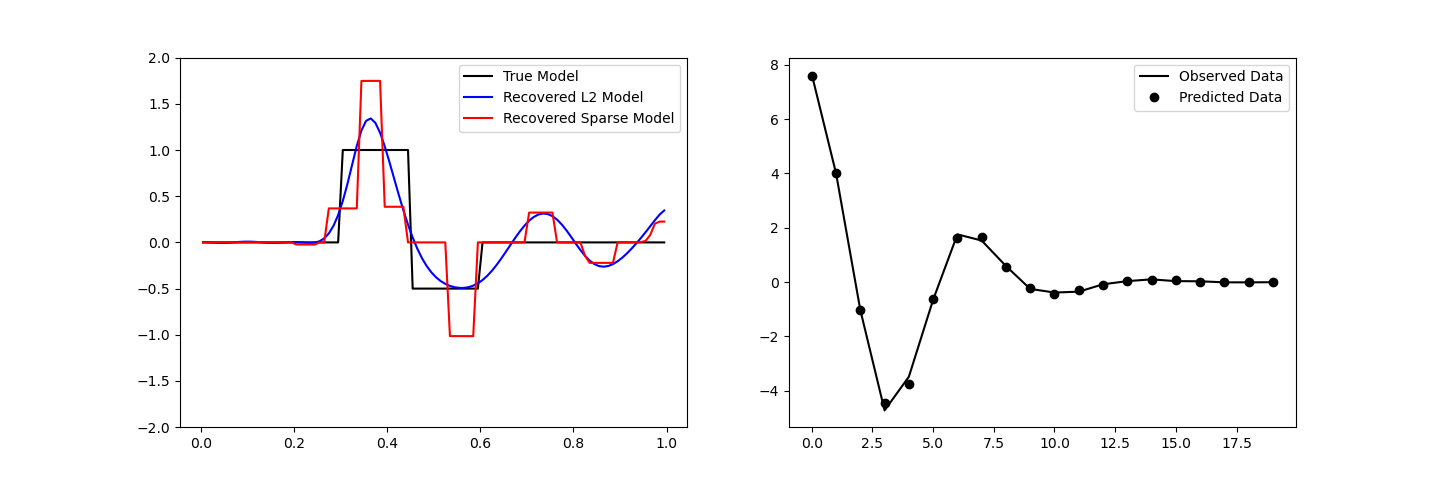 2.0
1.5
1.0
0.5
0.0
−0.5
−1.0
−1.5
−2.0
0.0 0.2 0.4 0.6 0.8 1.0
True Model
Recovered L2 Model
Recovered Sparse Model
8
6
4
2
0
−2
−4
0.0 2.5 5.0 7.5 10.0 12.5 15.0 17.5
Observed Data
Predicted Data